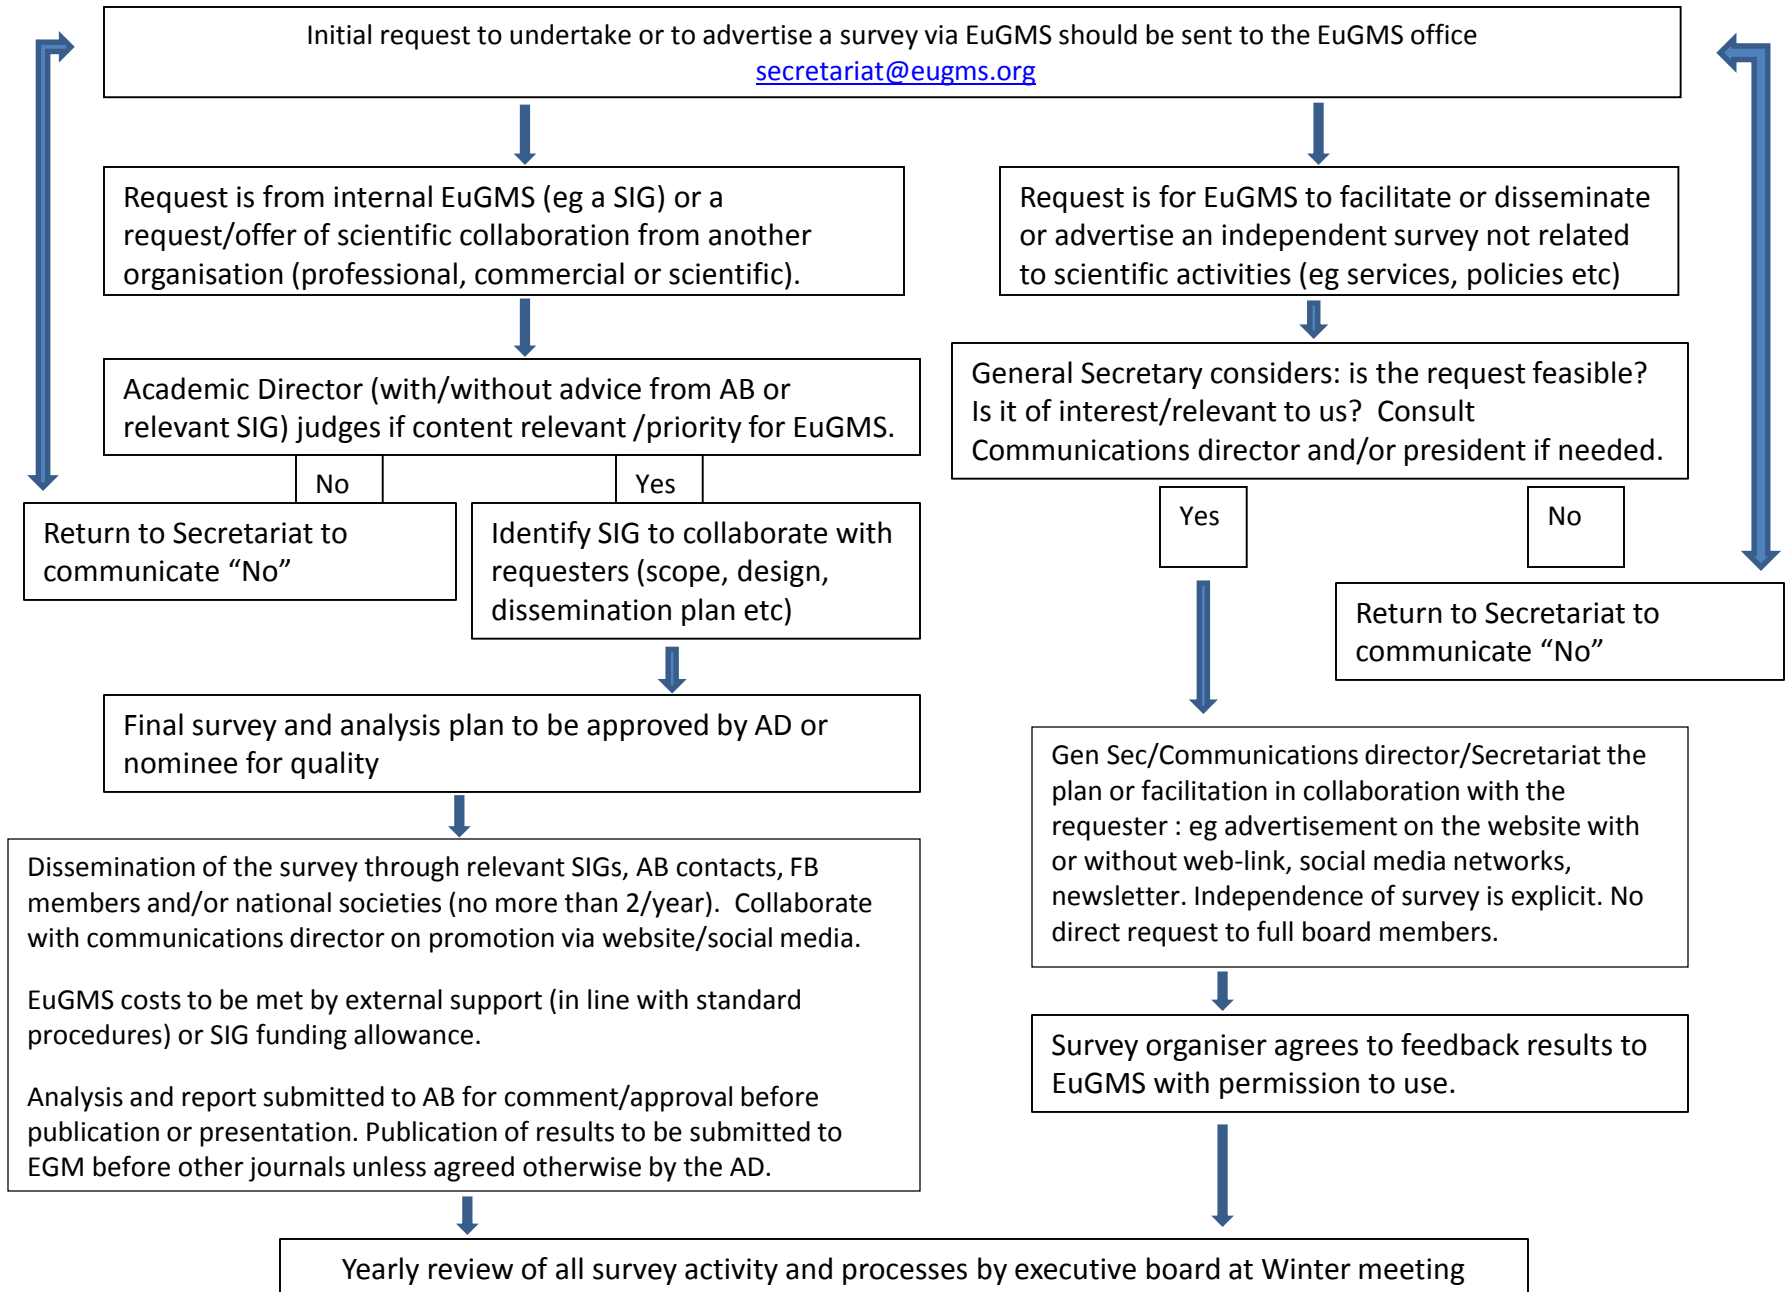 Initial request to undertake or to advertise a survey via EuGMS should be sent to the EuGMS office
secretariat@eugms.org
Request is from internal EuGMS (eg a SIG) or a
request/offer of scientific collaboration from another
organisation (professional, commercial or scientific).
Request is for EuGMS to facilitate or disseminate
or advertise an independent survey not related
to scientific activities (eg services, policies etc)
Academic Director (with/without advice from AB or
relevant SIG) judges if content relevant /priority for EuGMS.
General Secretary considers: is the request feasible?
Is it of interest/relevant to us?  Consult
Communications director and/or president if needed.
No
Yes
Yes
No
Return to Secretariat to
communicate “No”
Identify SIG to collaborate with
requesters (scope, design,
dissemination plan etc)
Return to Secretariat to
communicate “No”
Final survey and analysis plan to be approved by AD or
nominee for quality
Gen Sec/Communications director/Secretariat the
plan or facilitation in collaboration with the
requester : eg advertisement on the website with
or without web-link, social media networks,
newsletter. Independence of survey is explicit. No
direct request to full board members.
Dissemination of the survey through relevant SIGs, AB contacts, FB
members and/or national societies (no more than 2/year).  Collaborate
with communications director on promotion via website/social media.
EuGMS costs to be met by external support (in line with standard
procedures) or SIG funding allowance.
Analysis and report submitted to AB for comment/approval before
publication or presentation. Publication of results to be submitted to
EGM before other journals unless agreed otherwise by the AD.
Survey organiser agrees to feedback results to
EuGMS with permission to use.
Yearly review of all survey activity and processes by executive board at Winter meeting